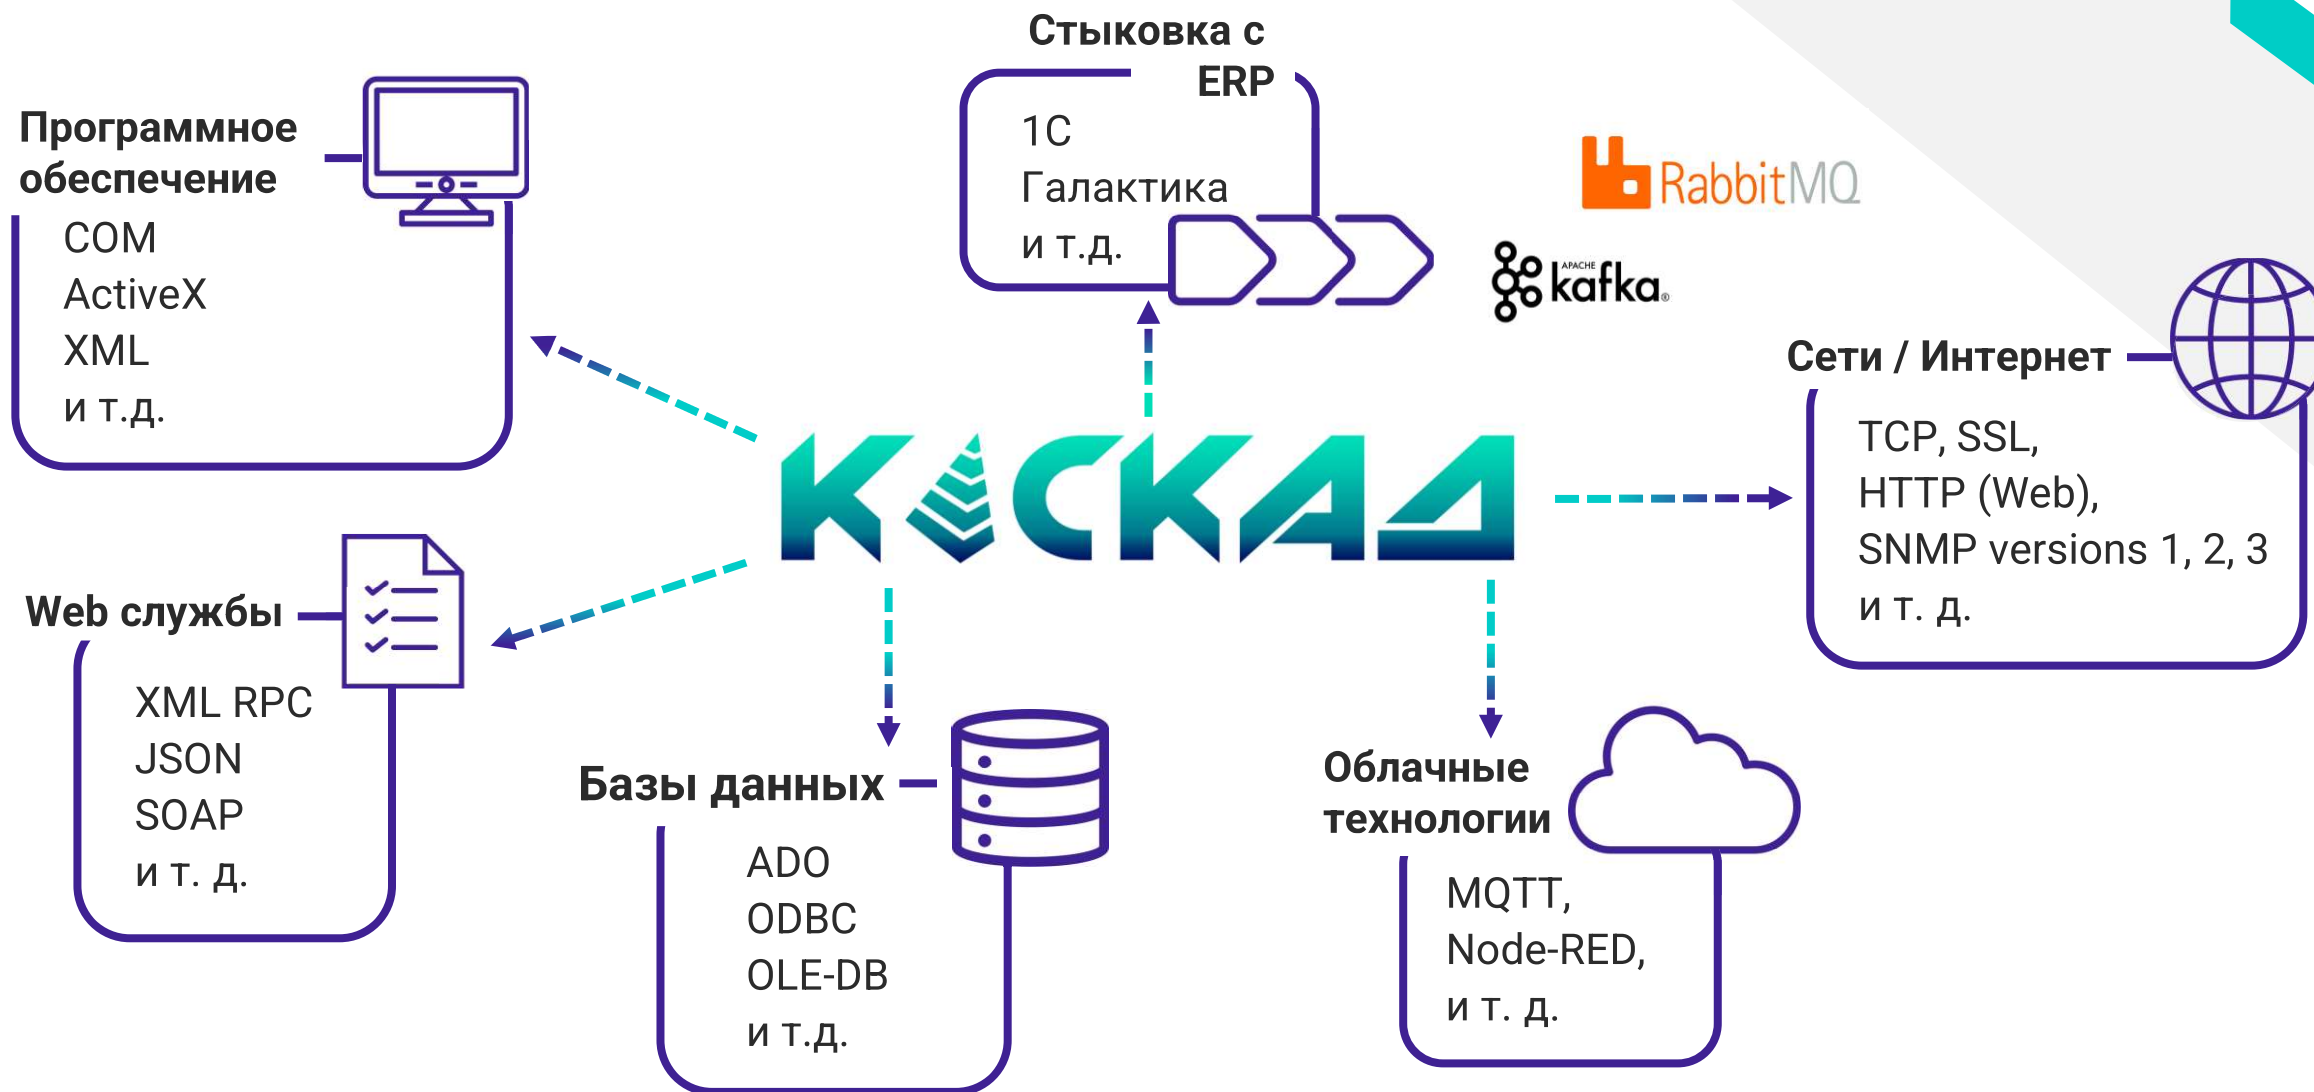 Стыковка с
ERP
1С
Галактика
и т.д.
Программное
обеспечение
COM
ActiveX
XML
и т.д.
RabbitMQ
APACHE
kafka®
Сети / Интернет
TCP, SSL,
HTTP (Web),
SNMP versions 1, 2, 3
и т. д.
КАСКАД
Web службы
XML RPC
JSON
SOAP
и т. д.
Базы данных
ADO
ODBC
OLE-DB
и т.д.
Облачные
технологии
MQTT,
Node-RED,
и т. д.